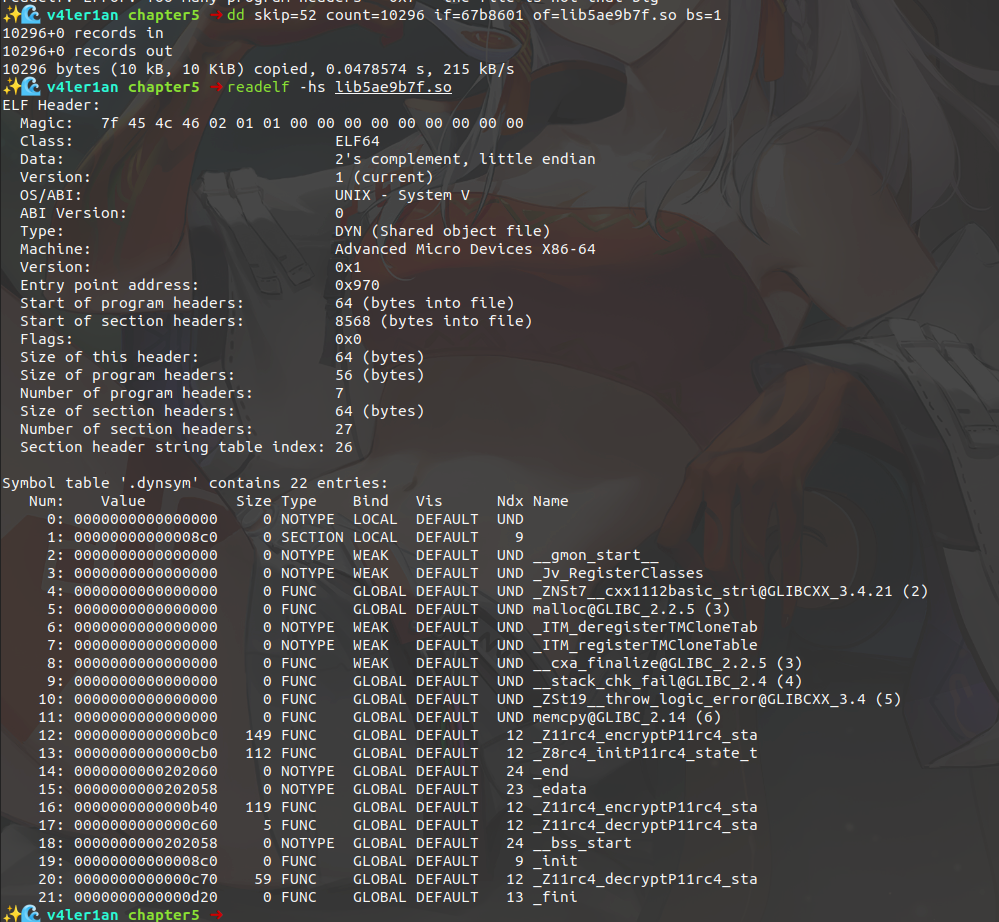 readelf: Error: Too many program headers - 0x7 - the file is not that big
v4ler1an chapter5 → dd skip=52 count=10296 if=67b8601 of=lib5ae9b7f.so bs=1
10296+0 records in
10296+0 records out
10296 bytes (10 kB, 10 KiB) copied, 0.0478574 s, 215 kB/s
v4ler1an chapter5 → readelf -hs lib5ae9b7f.so
ELF Header:
  Magic:   7f 45 4c 46 02 01 01 00 00 00 00 00 00 00 00 00
  Class:                             ELF64
  Data:                              2's complement, little endian
  Version:                           1 (current)
  OS/ABI:                            UNIX - System V
  ABI Version:                       0
  Type:                              DYN (Shared object file)
  Machine:                           Advanced Micro Devices X86-64
  Version:                           0x1
  Entry point address:               0x970
  Start of program headers:          64 (bytes into file)
  Start of section headers:          8568 (bytes into file)
  Flags:                             0x0
  Size of this header:               64 (bytes)
  Size of program headers:           56 (bytes)
  Number of program headers:         7
  Size of section headers:           64 (bytes)
  Number of section headers:         27
  Section header string table index: 26
Symbol table '.dynsym' contains 22 entries:
   Num:    Value          Size Type    Bind   Vis      Ndx Name
     0: 0000000000000000     0 NOTYPE  LOCAL  DEFAULT  UND
     1: 00000000000008c0     0 SECTION LOCAL  DEFAULT    9
     2: 0000000000000000     0 NOTYPE  WEAK   DEFAULT  UND __gmon_start__
     3: 0000000000000000     0 NOTYPE  WEAK   DEFAULT  UND _Jv_RegisterClasses
     4: 0000000000000000     0 FUNC    GLOBAL DEFAULT  UND _ZNSt7__cxx1112basic_stri@GLIBCXX_3.4.21 (2)
     5: 0000000000000000     0 FUNC    GLOBAL DEFAULT  UND malloc@GLIBC_2.2.5 (3)
     6: 0000000000000000     0 NOTYPE  WEAK   DEFAULT  UND _ITM_deregisterTMCloneTab
     7: 0000000000000000     0 NOTYPE  WEAK   DEFAULT  UND _ITM_registerTMCloneTable
     8: 0000000000000000     0 FUNC    WEAK   DEFAULT  UND __cxa_finalize@GLIBC_2.2.5 (3)
     9: 0000000000000000     0 FUNC    GLOBAL DEFAULT  UND __stack_chk_fail@GLIBC_2.4 (4)
    10: 0000000000000000     0 FUNC    GLOBAL DEFAULT  UND _ZSt19__throw_logic_error@GLIBCXX_3.4 (5)
    11: 0000000000000000     0 FUNC    GLOBAL DEFAULT  UND memcpy@GLIBC_2.14 (6)
    12: 0000000000000bc0   149 FUNC    GLOBAL DEFAULT   12 _Z11rc4_encryptP11rc4_sta
    13: 0000000000000cb0   112 FUNC    GLOBAL DEFAULT   12 _Z8rc4_initP11rc4_state_t
    14: 0000000000202060     0 NOTYPE  GLOBAL DEFAULT   24 _end
    15: 0000000000202058     0 NOTYPE  GLOBAL DEFAULT   23 _edata
    16: 0000000000000b40   119 FUNC    GLOBAL DEFAULT   12 _Z11rc4_encryptP11rc4_sta
    17: 0000000000000c60     5 FUNC    GLOBAL DEFAULT   12 _Z11rc4_decryptP11rc4_sta
    18: 0000000000202058     0 NOTYPE  GLOBAL DEFAULT   24 __bss_start
    19: 00000000000008c0     0 FUNC    GLOBAL DEFAULT    9 _init
    20: 0000000000000c70    59 FUNC    GLOBAL DEFAULT   12 _Z11rc4_decryptP11rc4_sta
    21: 0000000000000d20     0 FUNC    GLOBAL DEFAULT   13 _fini
v4ler1an chapter5 →